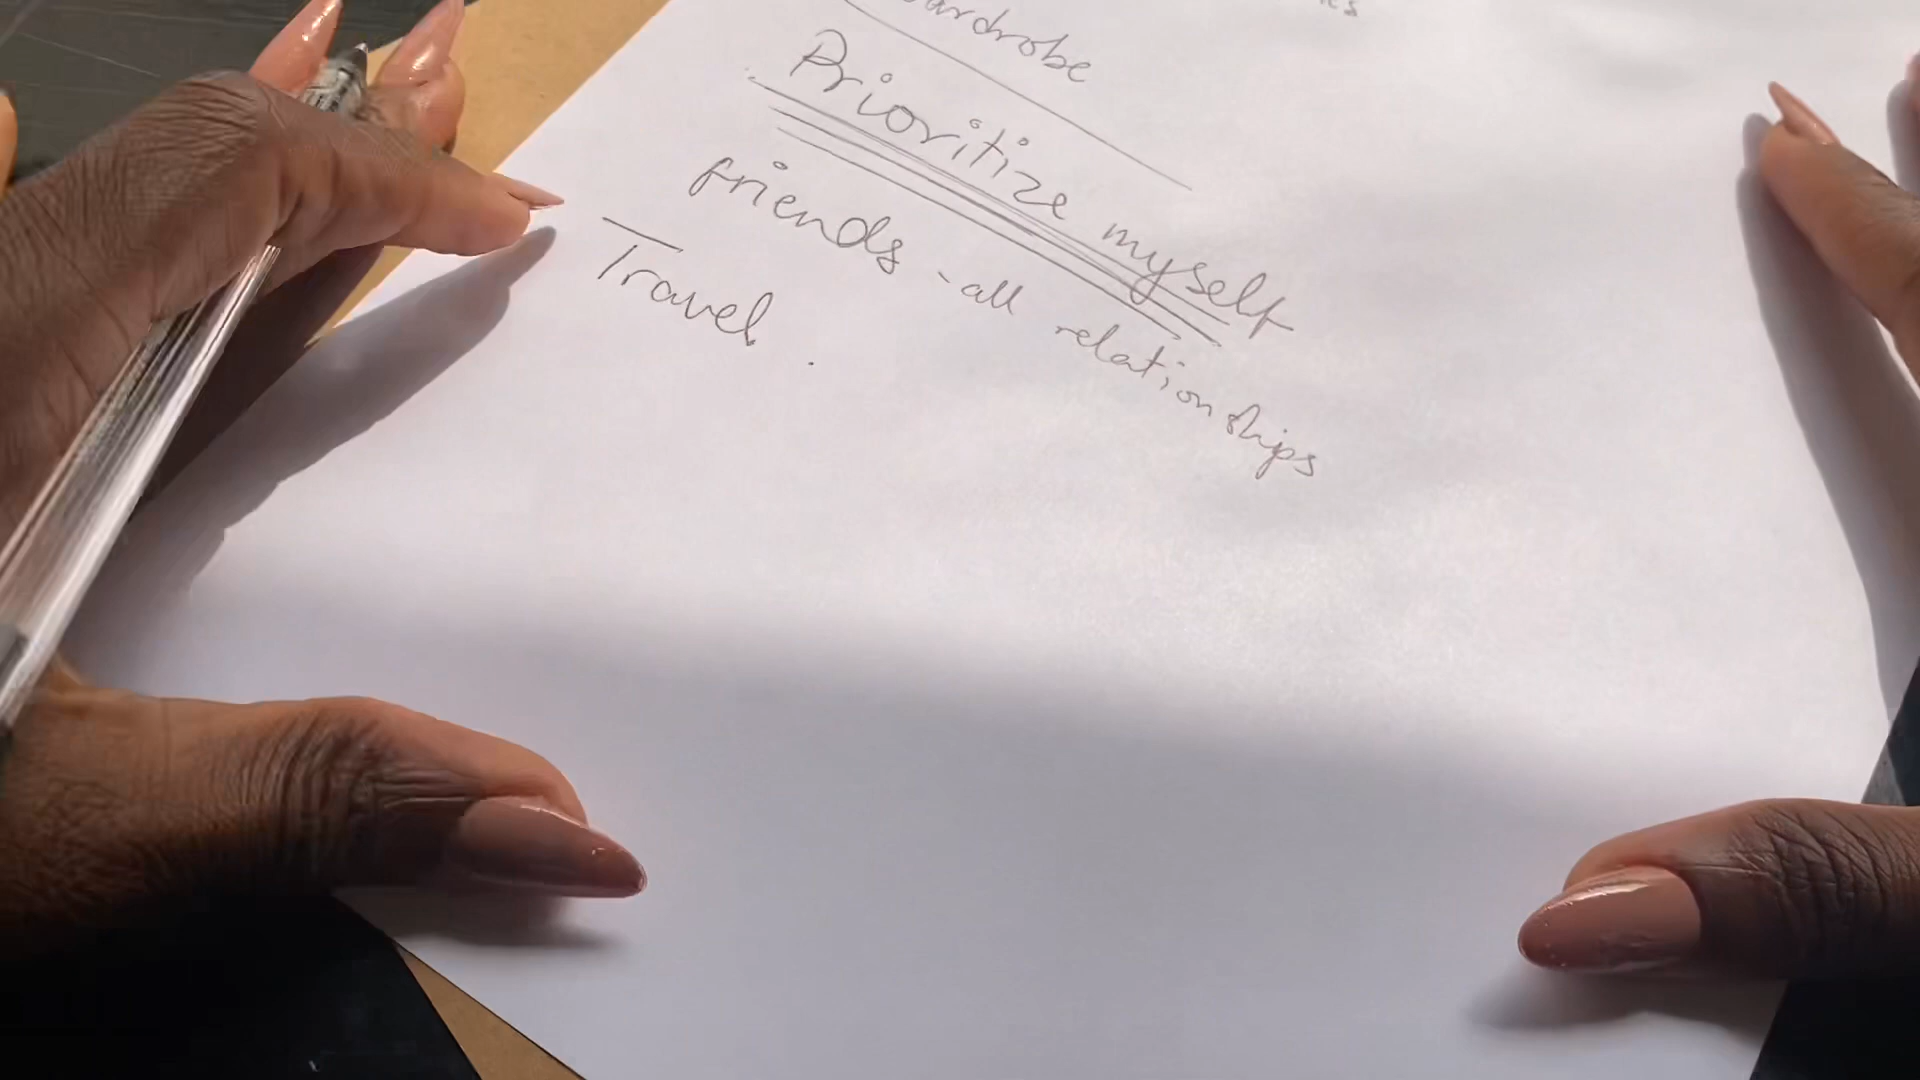 wardrobe
Prioritize myself
friends - all relationships
Travel.